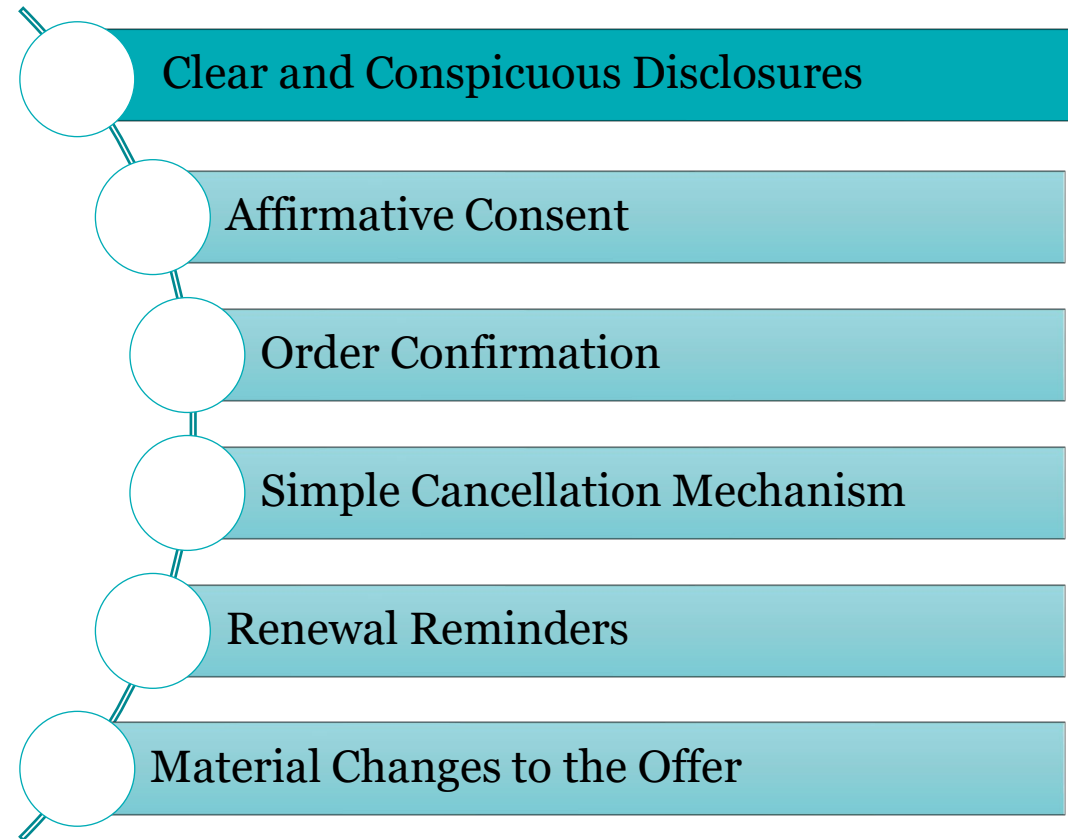 Clear and Conspicuous Disclosures
Affirmative Consent
Order Confirmation
Simple Cancellation Mechanism
Renewal Reminders
Material Changes to the Offer